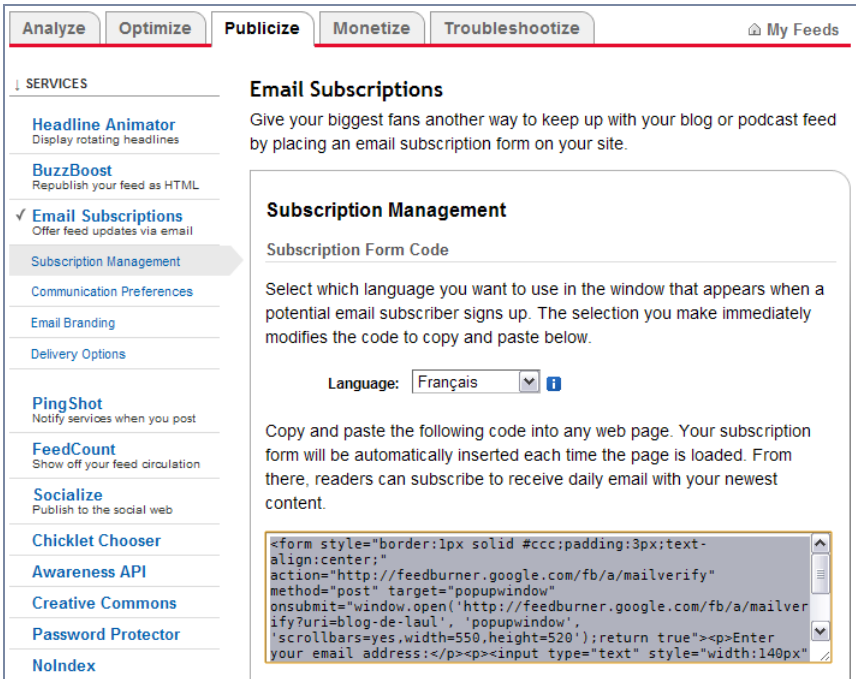 Analyze Optimize Publicize Monetize Troubleshootize My Feeds
↓ SERVICES
Headline Animator
Display rotating headlines
BuzzBoost
Republish your feed as HTML
✓ Email Subscriptions
Offer feed updates via email
Subscription Management
Communication Preferences
Email Branding
Delivery Options
PingShot
Notify services when you post
FeedCount
Show off your feed circulation
Socialize
Publish to the social web
Chicklet Chooser
Awareness API
Creative Commons
Password Protector
NoIndex
Email Subscriptions
Give your biggest fans another way to keep up with your blog or podcast feed
by placing an email subscription form on your site.
Subscription Management
Subscription Form Code
Select which language you want to use in the window that appears when a
potential email subscriber signs up. The selection you make immediately
modifies the code to copy and paste below.
Language: Français i
Copy and paste the following code into any web page. Your subscription
form will be automatically inserted each time the page is loaded. From
there, readers can subscribe to receive daily email with your newest
content.
<form style="border:1px solid #ccc;padding:3px;text-
align:center;"
action="http://feedburner.google.com/fb/a/mailverify"
method="post" target="popupwindow"
onsubmit="window.open('http://feedburner.google.com/fb/a/mailver
ify?uri=blog-de-laul', 'popupwindow',
'scrollbars=yes,width=550,height=520');return true"><p>Enter
your email address:</p><p><input type="text" style="width:140px"